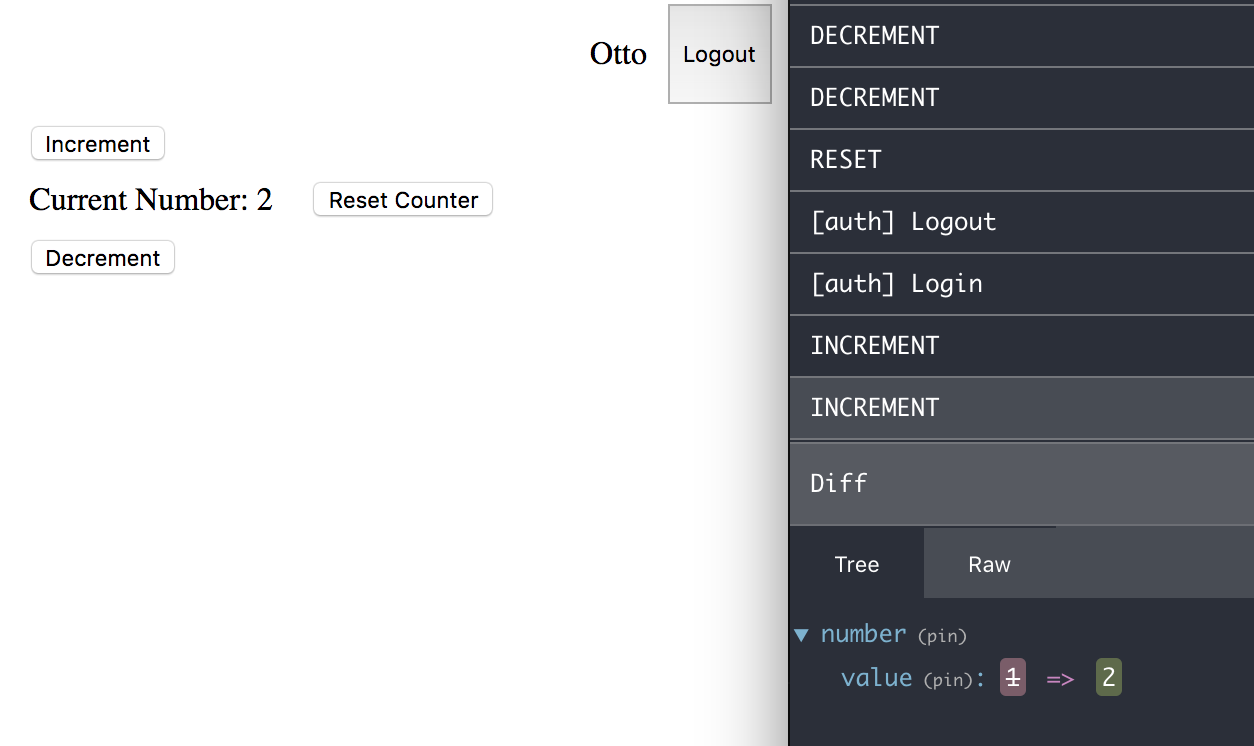 Otto Logout
Increment
Current Number: 2 Reset Counter
Decrement
DECREMENT
DECREMENT
RESET
[auth] Logout
[auth] Login
INCREMENT
INCREMENT
Diff
Tree Raw
▼ number (pin)
value (pin): 1 => 2